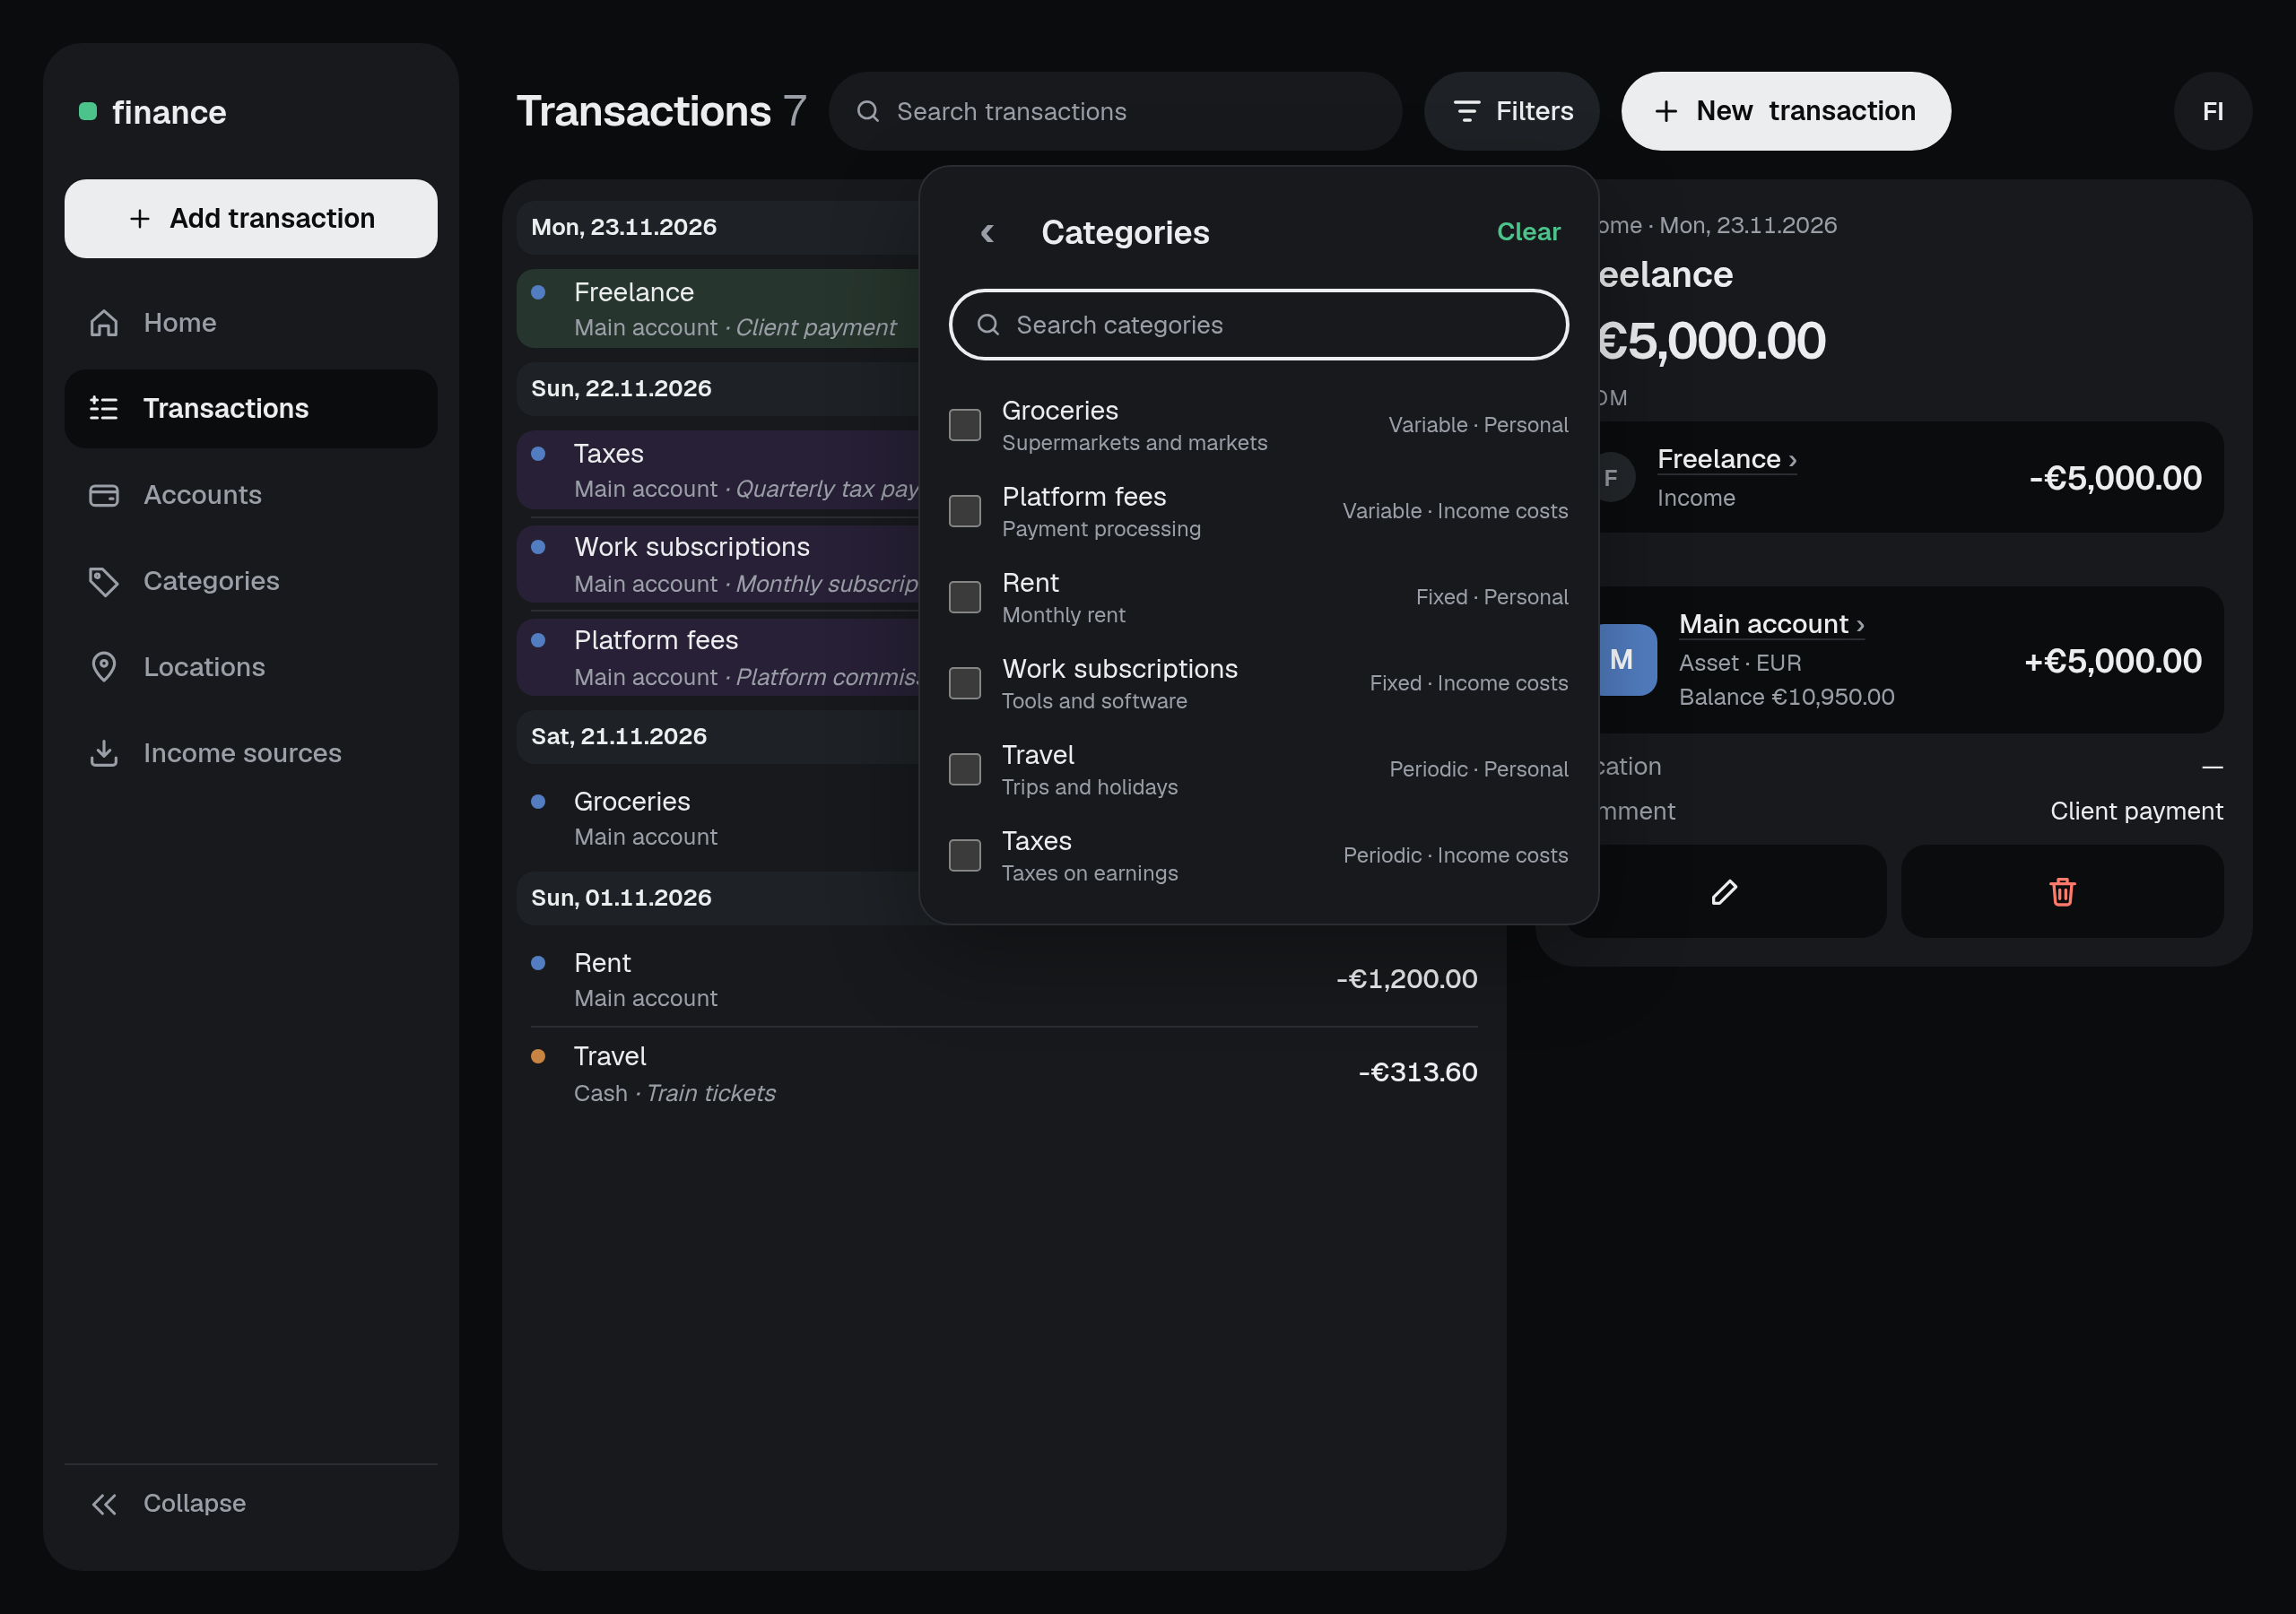 finance
Add transaction
Home
Transactions
Accounts
Categories
Locations
Income sources
Collapse
Transactions 7
Search transactions
Filters
New transaction
FI
Mon, 23.11.2026
Freelance
Main account · Client payment
Sun, 22.11.2026
Taxes
Main account · Quarterly tax pay
Work subscriptions
Main account · Monthly subscrip
Platform fees
Main account · Platform commis
Sat, 21.11.2026
Groceries
Main account
Sun, 01.11.2026
Rent
Main account
-€1,200.00
Travel
Cash · Train tickets
-€313.60
‹ Categories
Clear
Search categories
Groceries
Supermarkets and markets
Variable · Personal
Platform fees
Payment processing
Variable · Income costs
Rent
Monthly rent
Fixed · Personal
Work subscriptions
Tools and software
Fixed · Income costs
Travel
Trips and holidays
Periodic · Personal
Taxes
Taxes on earnings
Periodic · Income costs
ome · Mon, 23.11.2026
eelance
€5,000.00
OM
F
Freelance ›
Income
-€5,000.00
M
Main account ›
Asset · EUR
Balance €10,950.00
+€5,000.00
cation
—
mment
Client payment